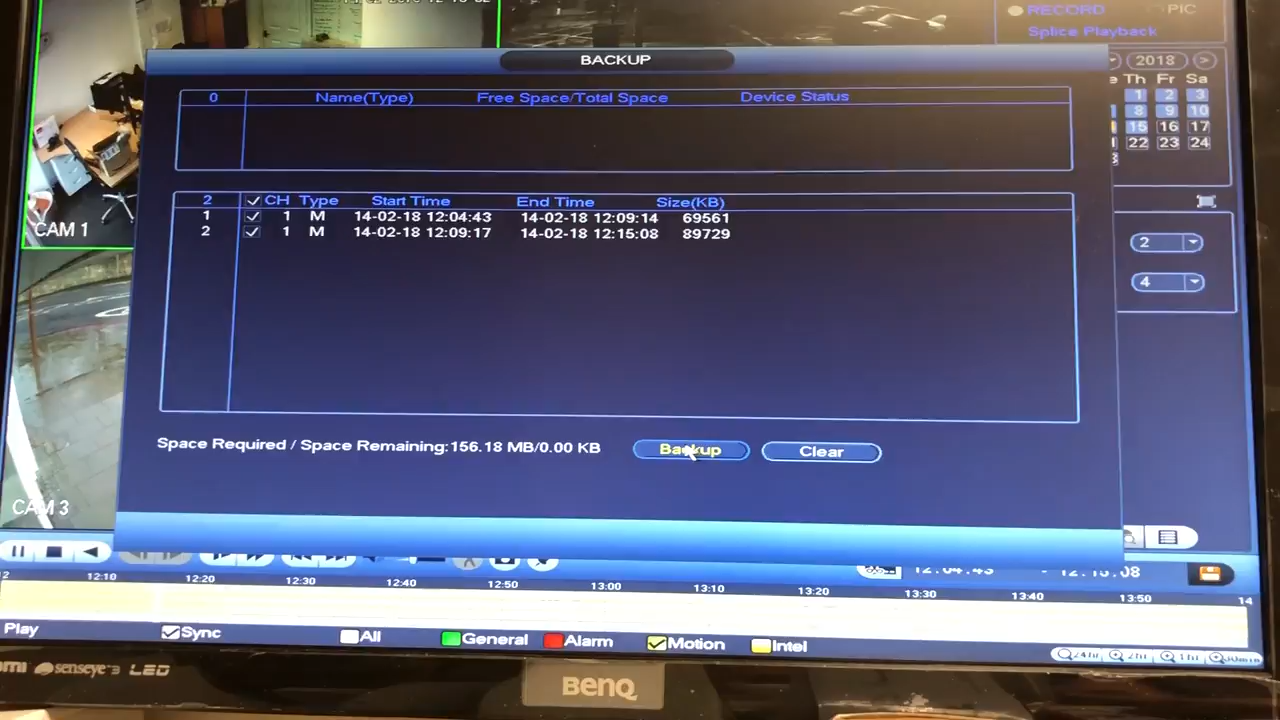 RECORD PIC
Splice Playback
BACKUP
2018 >
0 Name(Type) Free Space/Total Space Device Status
Th Fr Sa
1 2 3
8 9 10
15 16 17
22 23 24
2 CH Type Start Time End Time Size(KB)
1 1 M 14-02-18 12:04:43 14-02-18 12:09:14 69561
2 1 M 14-02-18 12:09:17 14-02-18 12:15:08 89729
CAM 1
2
4
Space Required / Space Remaining:156.18 MB/0.00 KB Backup Clear
CAM 3
12:04:43 - 12:15:08
12:10 12:20 12:30 12:40 12:50 13:00 13:10 13:20 13:30 13:40 13:50 14
Play Sync All General Alarm Motion Intel
24hr 2hr 1hr 30min
senseye3 LED
BenQ